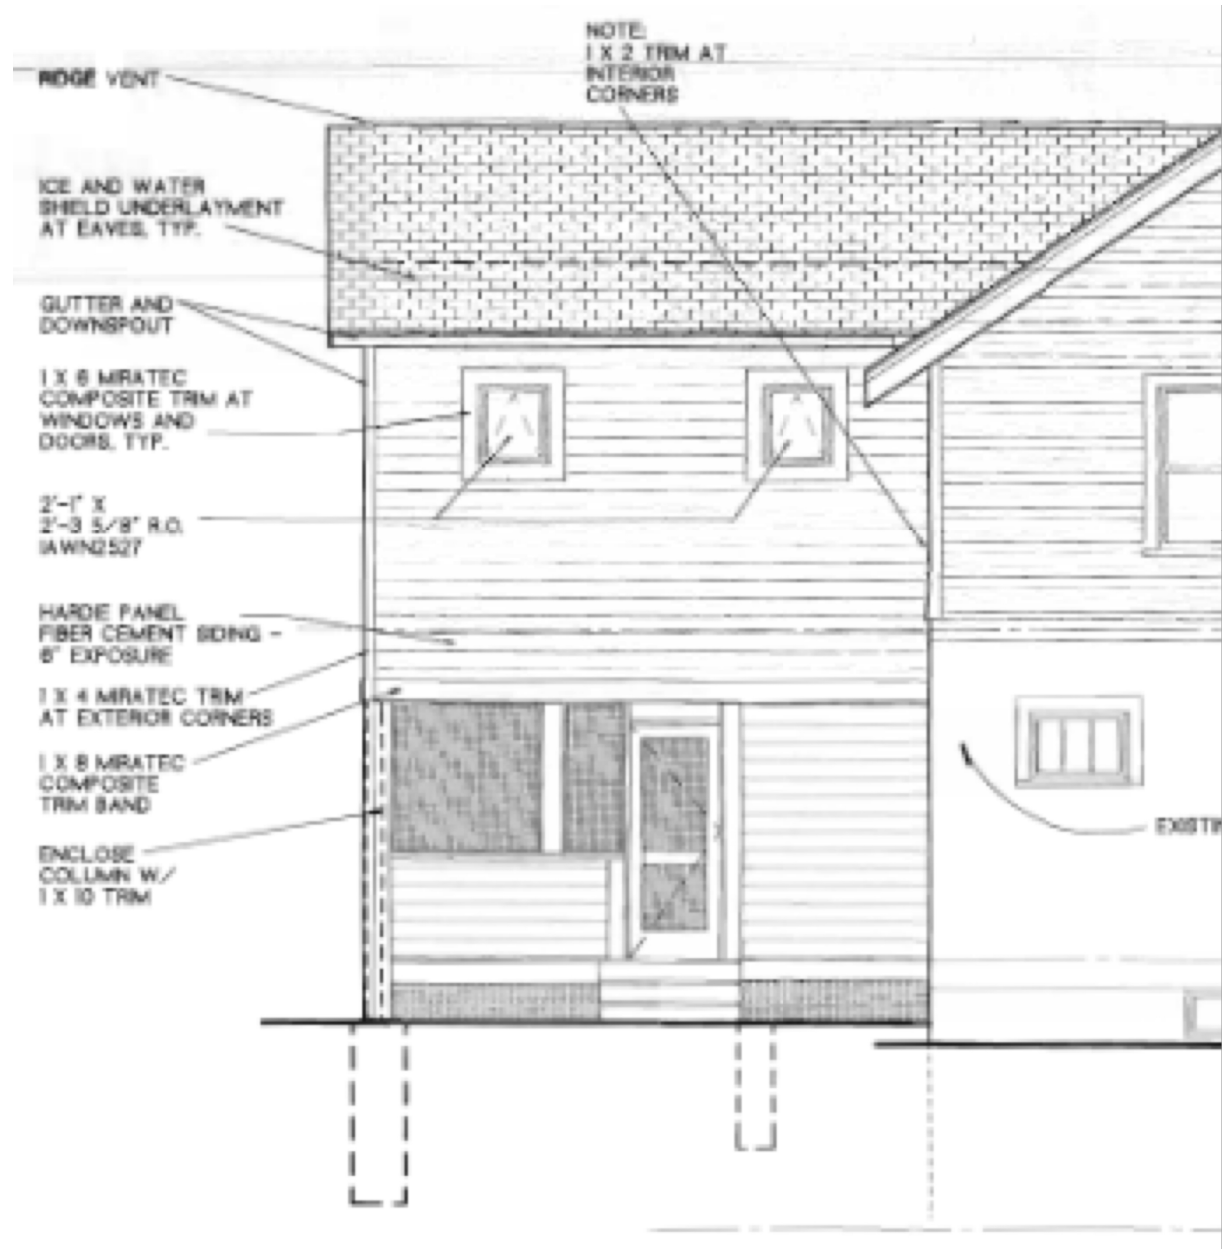 NOTE:
1 X 2 TRIM AT
INTERIOR
CORNERS
RIDGE VENT
ICE AND WATER
SHIELD UNDERLAYMENT
AT EAVES, TYP.
GUTTER AND
DOWNSPOUT
1 X 6 MIRATEC
COMPOSITE TRIM AT
WINDOWS AND
DOORS, TYP.
2'-1" X
2'-3 5/8" R.O.
IAWN2527
HARDIE PANEL
FIBER CEMENT SIDING -
6" EXPOSURE
1 X 4 MIRATEC TRIM
AT EXTERIOR CORNERS
1 X 8 MIRATEC
COMPOSITE
TRIM BAND
ENCLOSE
COLUMN W/
1 X 10 TRIM
EXISTIN